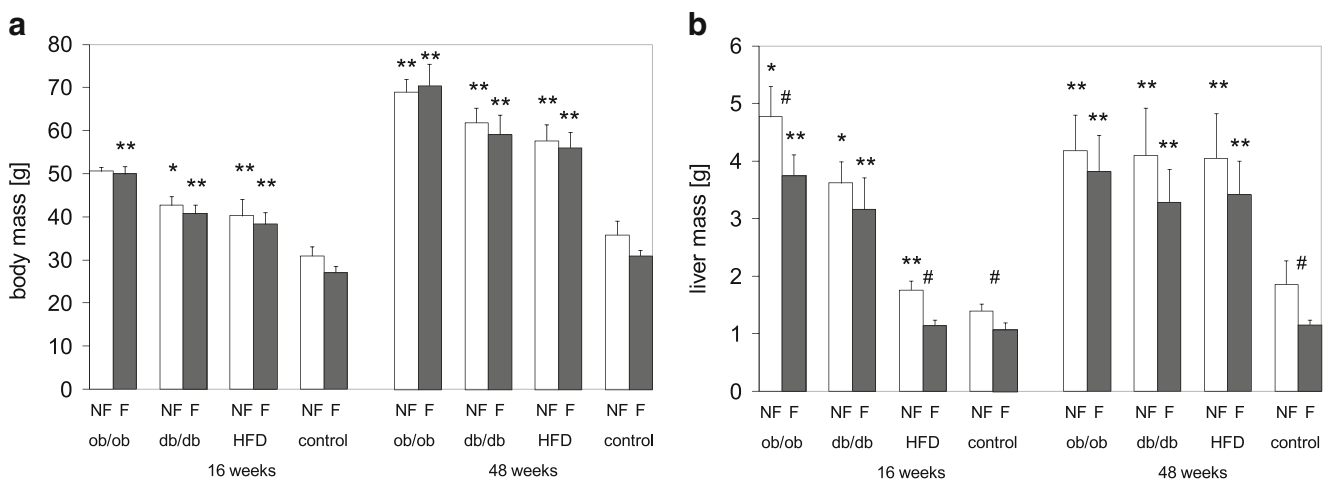 a
body mass [g]
80
70
60
50
40
30
20
10
0
** * ** ** ** ** ** ** ** ** ** **
NF F NF F NF F NF F NF F NF F NF F NF F
ob/ob db/db HFD control ob/ob db/db HFD control
16 weeks 48 weeks
b
liver mass [g]
6
5
4
3
2
1
0
* # ** * ** ** # # ** ** ** ** ** ** #
NF F NF F NF F NF F NF F NF F NF F NF F
ob/ob db/db HFD control ob/ob db/db HFD control
16 weeks 48 weeks